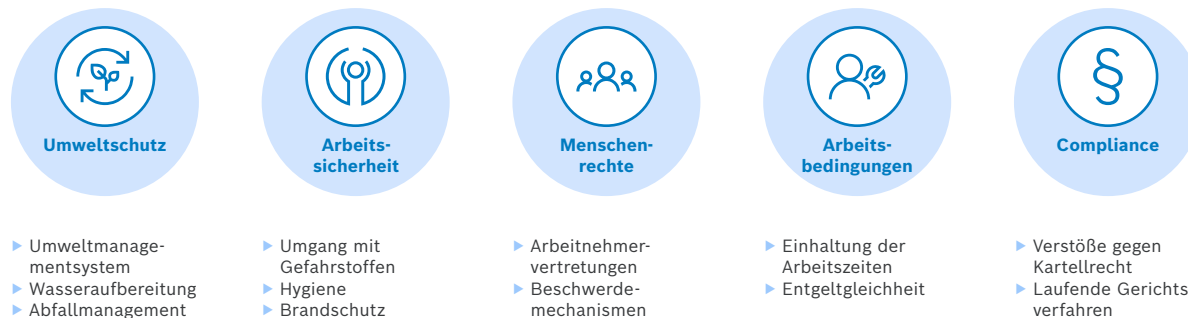 Umweltschutz
Arbeits-
sicherheit
Menschen-
rechte
Arbeits-
bedingungen
§
Compliance
Umweltmanage-
mentsystem
Wasseraufbereitung
Abfallmanagement
Umgang mit
Gefahrstoffen
Hygiene
Brandschutz
Arbeitnehmer-
vertretungen
Beschwerde-
mechanismen
Einhaltung der
Arbeitszeiten
Entgeltgleichheit
Verstöße gegen
Kartellrecht
Laufende Gerichts
verfahren